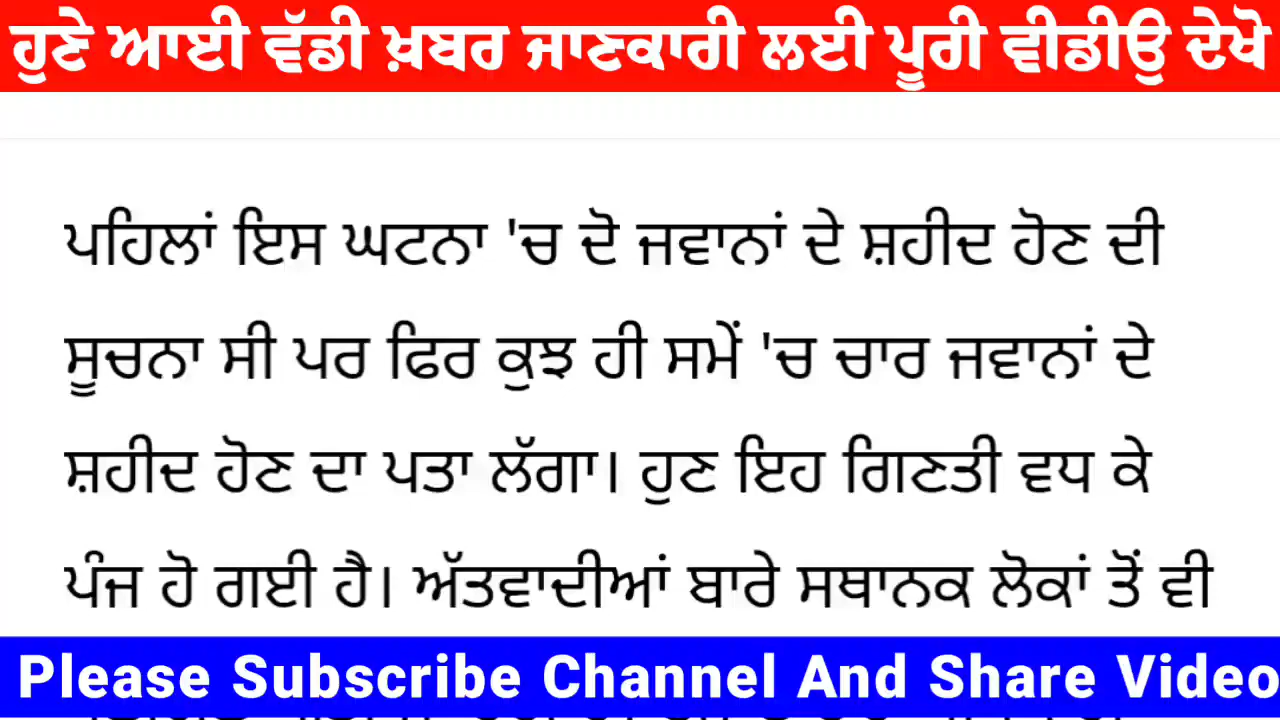 ਹੁਣੇ ਆਈ ਵੱਡੀ ਖ਼ਬਰ ਜਾਣਕਾਰੀ ਲਈ ਪੂਰੀ ਵੀਡੀਉ ਦੇਖੋ
ਪਹਿਲਾਂ ਇਸ ਘਟਨਾ 'ਚ ਦੋ ਜਵਾਨਾਂ ਦੇ ਸ਼ਹੀਦ ਹੋਣ ਦੀ
ਸੂਚਨਾ ਸੀ ਪਰ ਫਿਰ ਕੁਝ ਹੀ ਸਮੇਂ 'ਚ ਚਾਰ ਜਵਾਨਾਂ ਦੇ
ਸ਼ਹੀਦ ਹੋਣ ਦਾ ਪਤਾ ਲੱਗਾ। ਹੁਣ ਇਹ ਗਿਣਤੀ ਵਧ ਕੇ
ਪੰਜ ਹੋ ਗਈ ਹੈ। ਅੱਤਵਾਦੀਆਂ ਬਾਰੇ ਸਥਾਨਕ ਲੋਕਾਂ ਤੋਂ ਵੀ
Please Subscribe Channel And Share Video